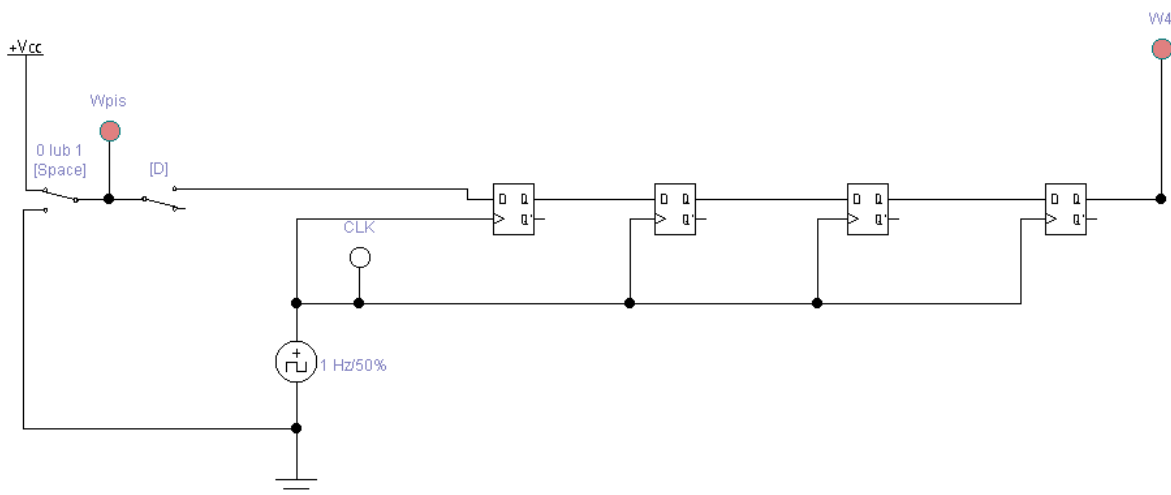 W4
+Vcc
Wpis
0 lub 1
[Space]
[D]
D Q
Q'
D Q
Q'
D Q
Q'
D Q
Q'
CLK
+
1 Hz/50%